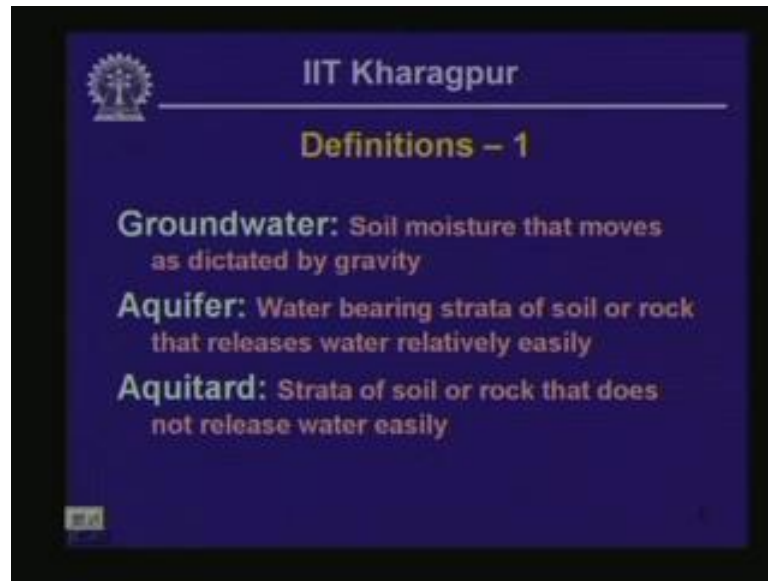 IIT Kharagpur
Definitions – 1
Groundwater: Soil moisture that moves
as dictated by gravity
Aquifer: Water bearing strata of soil or rock
that releases water relatively easily
Aquitard: Strata of soil or rock that does
not release water easily